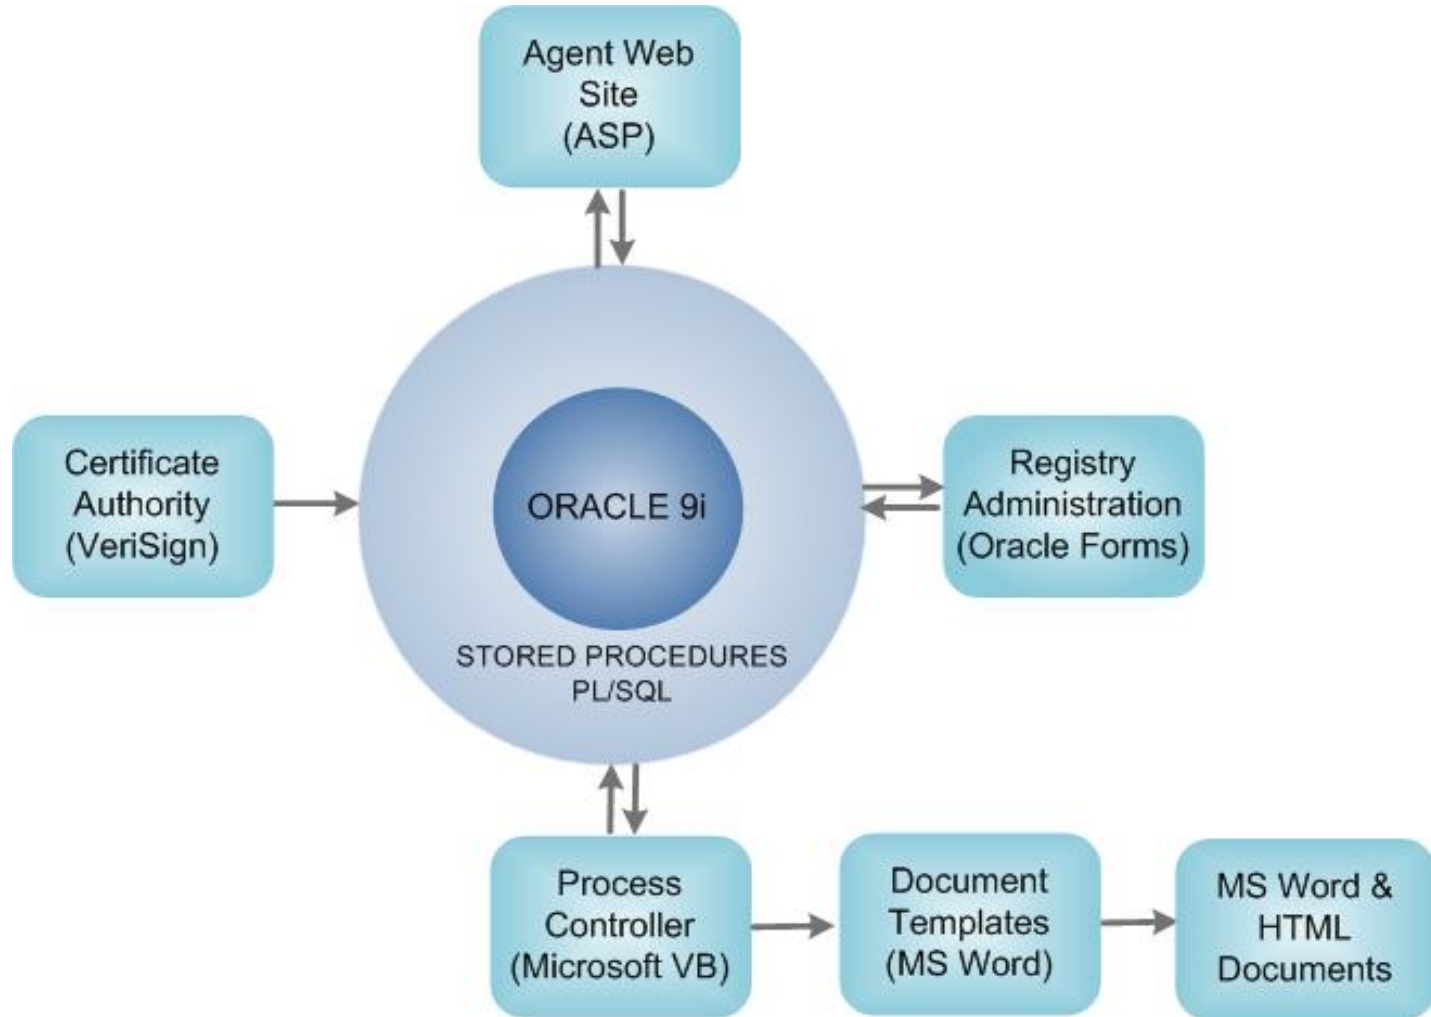 Agent Web
Site
(ASP)
Certificate
Authority
(VeriSign)
ORACLE 9i
STORED PROCEDURES
PL/SQL
Registry
Administration
(Oracle Forms)
Process
Controller
(Microsoft VB)
Document
Templates
(MS Word)
MS Word &
HTML
Documents